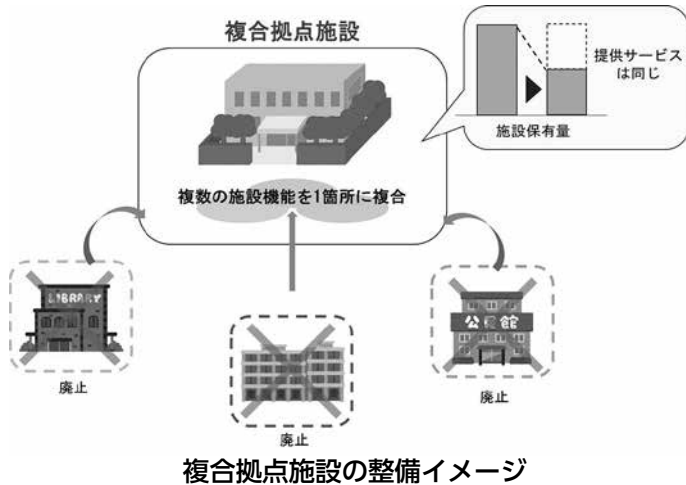 複合拠点施設
提供サービス
は同じ
施設保有量
複数の施設機能を1箇所に複合
LIBRARY
廃止
廃止
公民館
廃止
複合拠点施設の整備イメージ